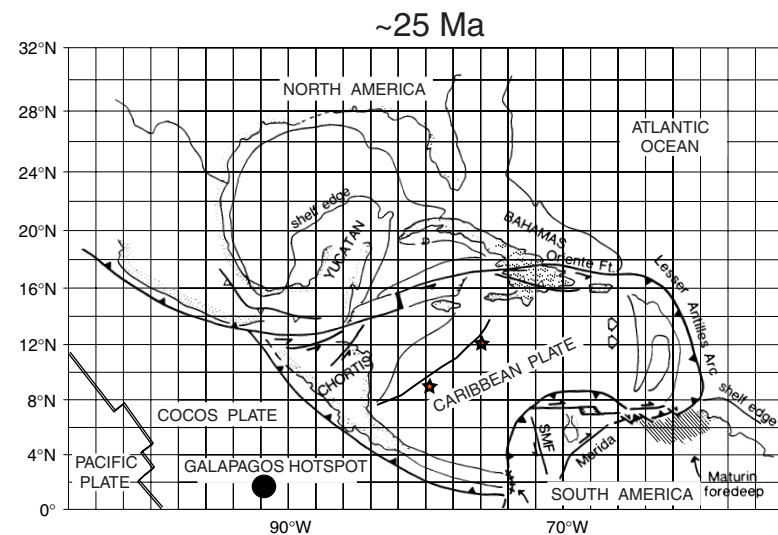 ~25 Ma
32°N
28°N
24°N
20°N
16°N
12°N
8°N
4°N
0°
NORTH AMERICA
ATLANTIC
OCEAN
shelf edge
YUCATAN
BAHAMAS
Oriente Ft.
Lesser Antilles Arc
CHORTIS
CARIBBEAN PLATE
shelf edge
COCOS PLATE
SMF
Merida
PACIFIC
PLATE
GALAPAGOS HOTSPOT
Maturin
foredeep
SOUTH AMERICA
90°W
70°W